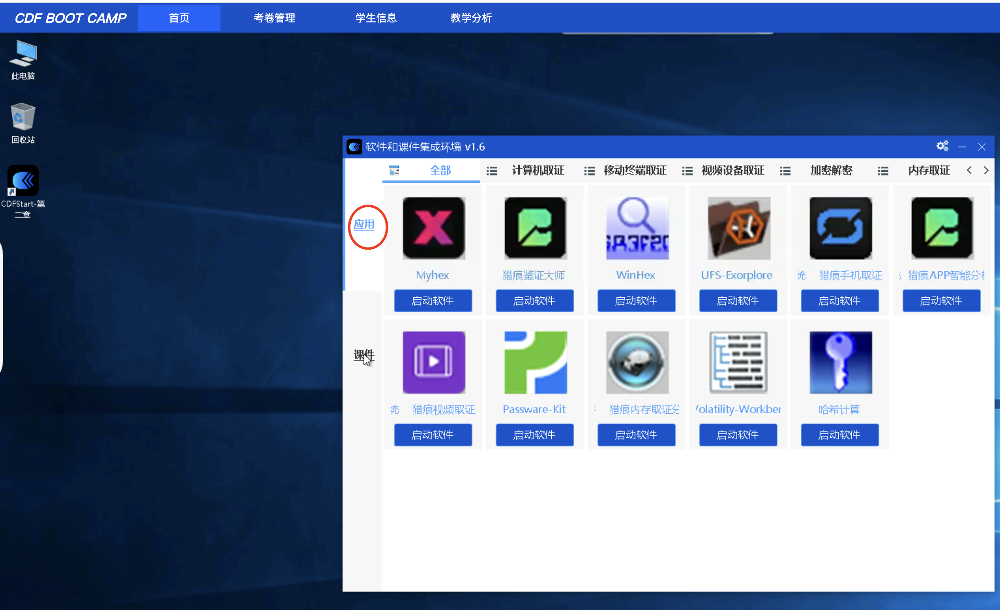 CDF BOOT CAMP 首页 考卷管理 学生信息 教学分析
此电脑
回收站
CDFStart-第
二章
软件和课件集成环境 v1.6
全部 计算机取证 移动终端取证 视频设备取证 加密解密 内存取证
应用
课件
Myhex 猎痕鉴证大师 WinHex UFS-Exorplore 统 猎痕手机取证 猎痕APP智能分
启动软件 启动软件 启动软件 启动软件 启动软件 启动软件
统 猎痕视频取证 Passware-Kit 猎痕内存取证分 olatility-Workber 哈希计算
启动软件 启动软件 启动软件 启动软件 启动软件